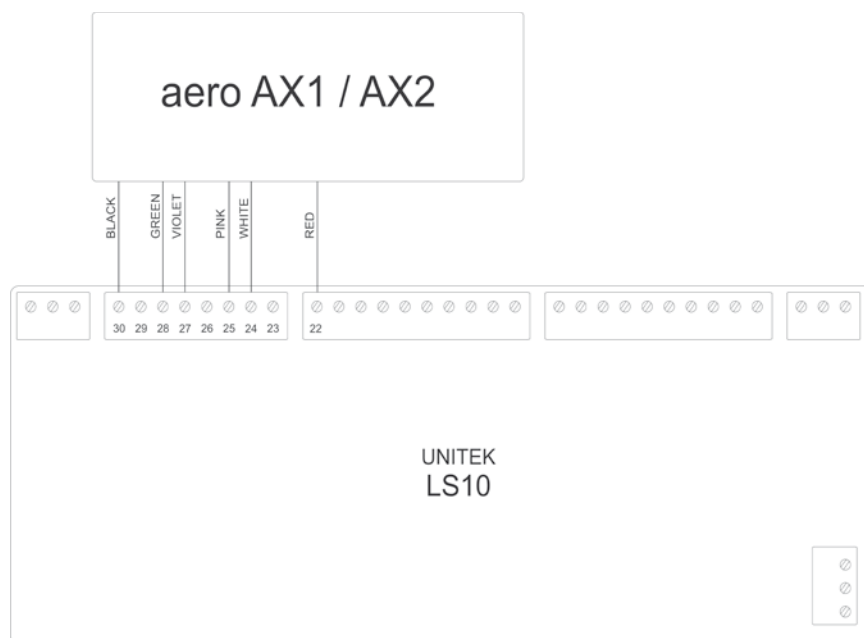 aero AX1 / AX2
BLACK
GREEN
VIOLET
PINK
WHITE
RED
30 29 28 27 26 25 24 23 22
UNITEK
LS10